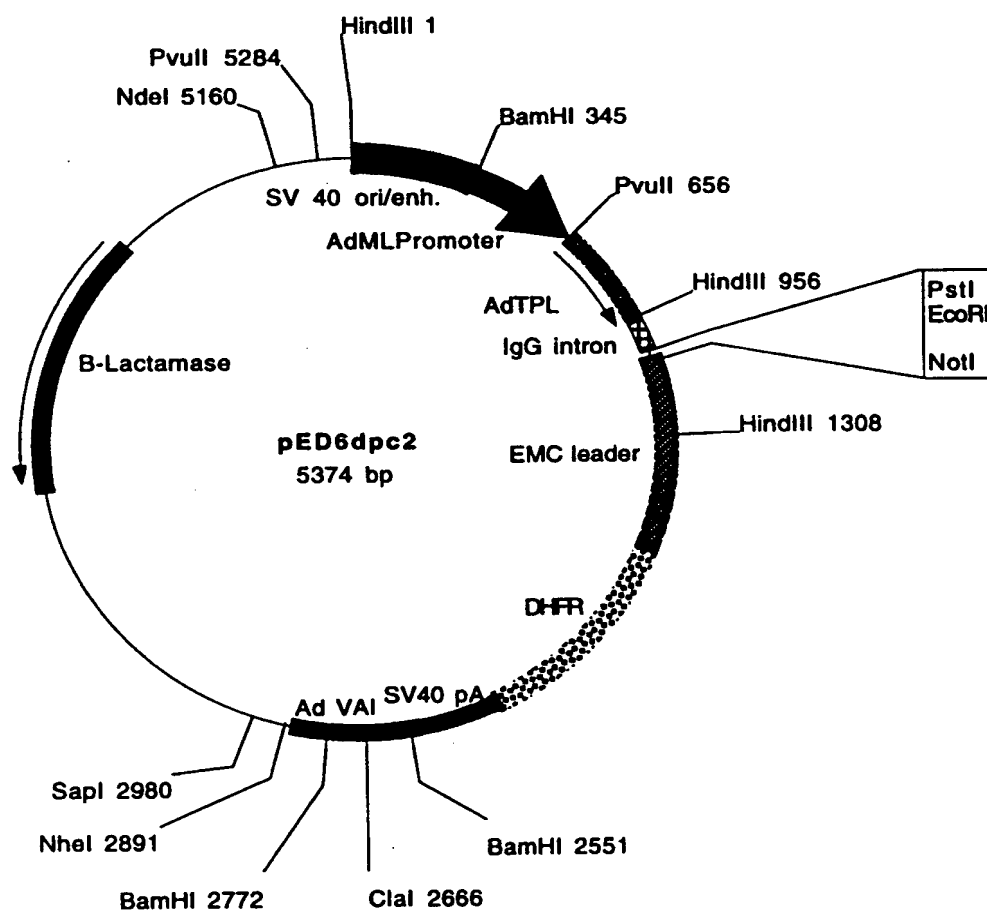 HindIII 1
PvuII 5284
NdeI 5160
BamHI 345
SV 40 ori/enh.
PvuII 656
AdMLPromoter
HindIII 956
AdTPL
IgG intron
PstI
EcoRI
NotI
B-Lactamase
HindIII 1308
pED6dpc2
5374 bp
EMC leader
DHFR
SV40 pA
Ad VAI
SapI 2980
NheI 2891
BamHI 2551
BamHI 2772
ClaI 2666